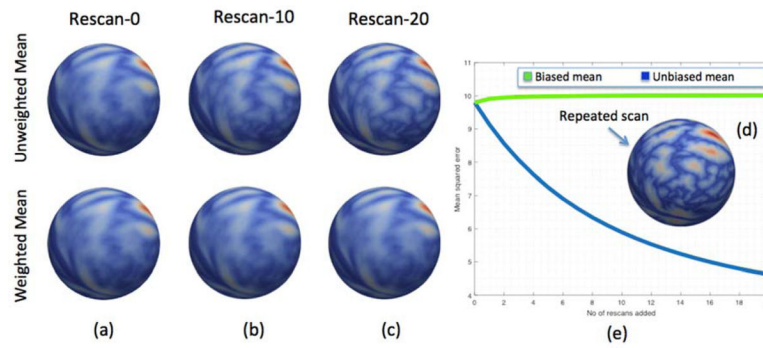 Rescan-0 Rescan-10 Rescan-20
Unweighted Mean
Weighted Mean
(a) (b) (c)
Biased mean Unbiased mean
Repeated scan
(d)
Mean squared error
10
9
8
7
6
5
4
0 2 4 6 8 10 12 14 16 18
No of rescans added
(e)